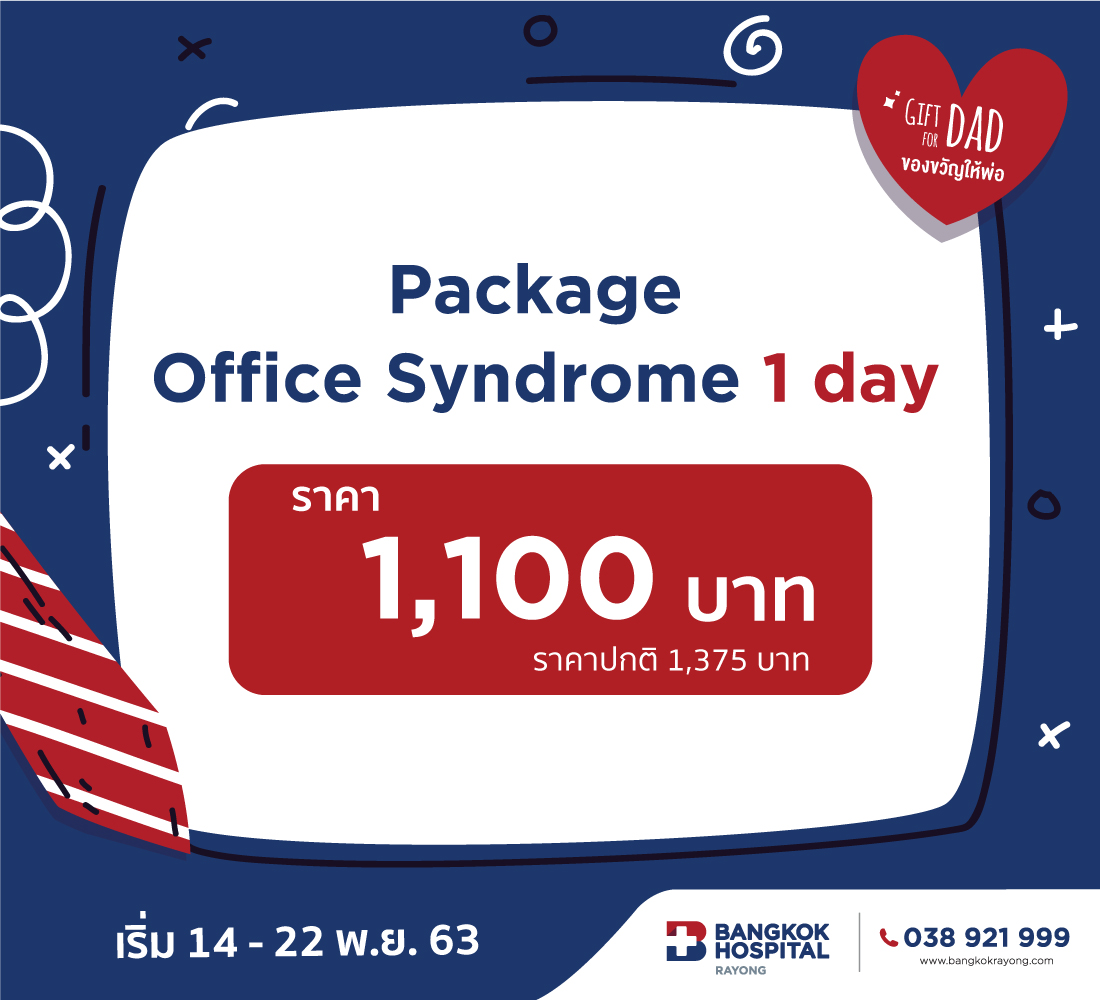 GIFT FOR DAD
ของขวัญให้พ่อ
Package
Office Syndrome 1 day
ราคา
1,100 บาท
ราคาปกติ 1,375 บาท
เริ่ม 14 - 22 พ.ย. 63
BANGKOK
HOSPITAL
RAYONG
038 921 999
www.bangkokrayong.com